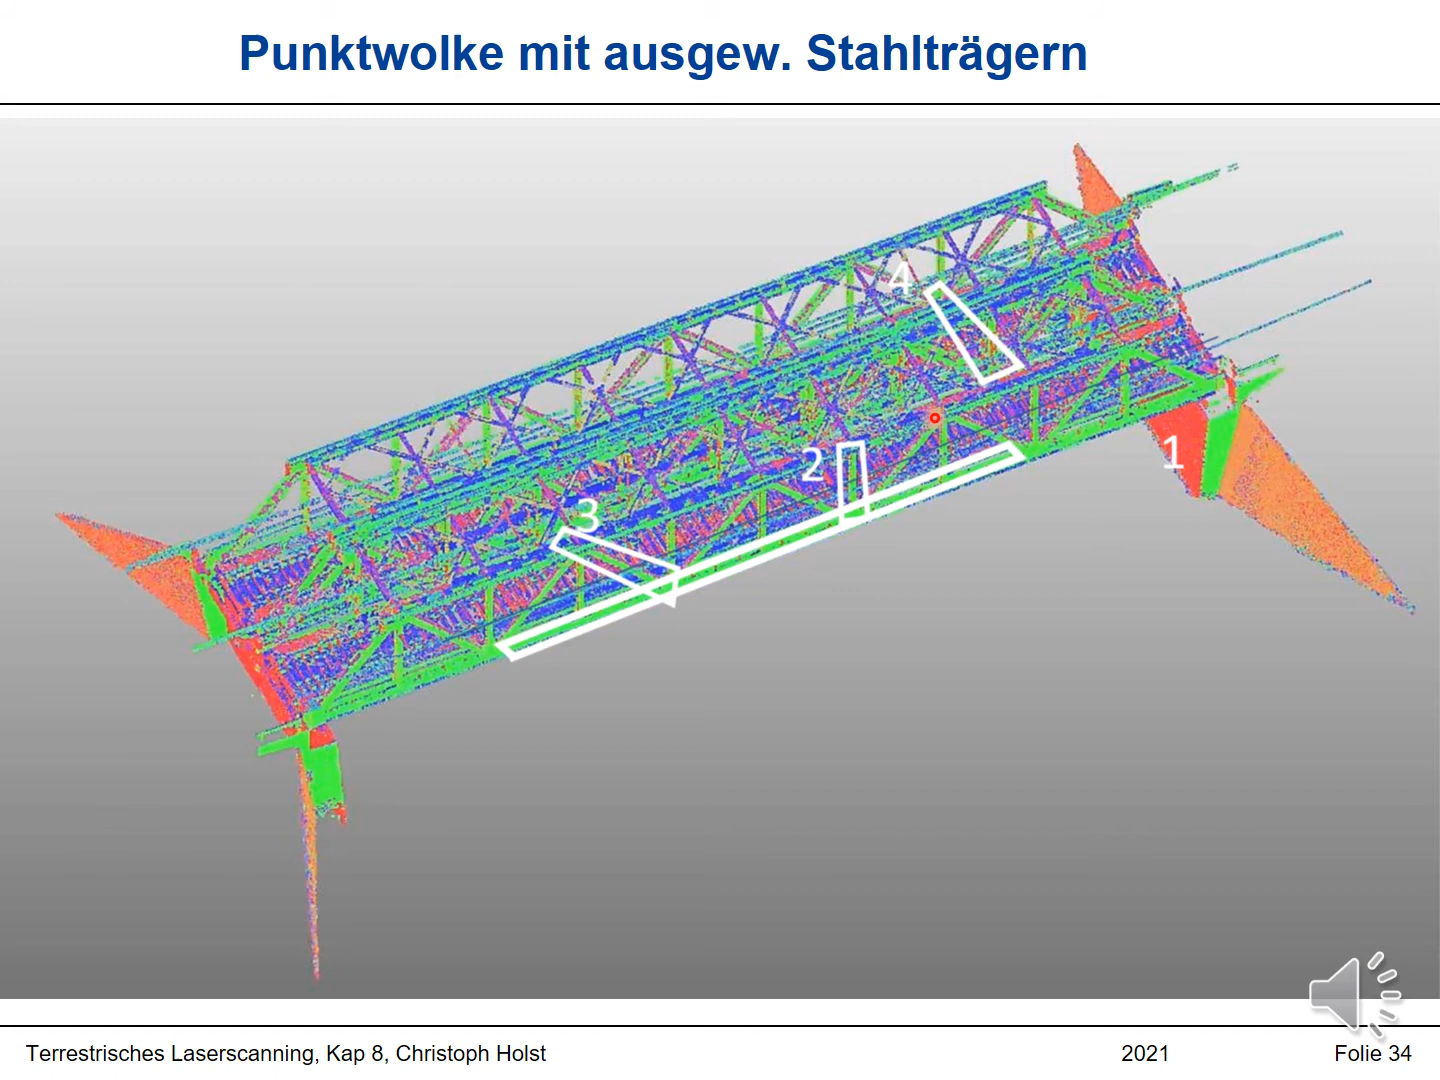 Punktwolke mit ausgew. Stahlträgern
4
1
2
3
Terrestrisches Laserscanning, Kap 8, Christoph Holst
2021
Folie 34